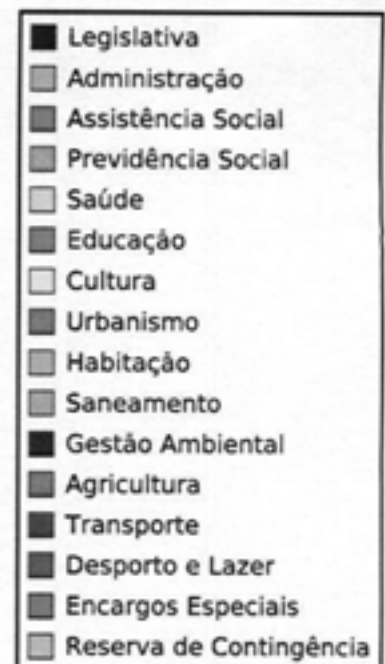 Legislativa
Administração
Assistência Social
Previdência Social
Saúde
Educação
Cultura
Urbanismo
Habitação
Saneamento
Gestão Ambiental
Agricultura
Transporte
Desporto e Lazer
Encargos Especiais
Reserva de Contingência